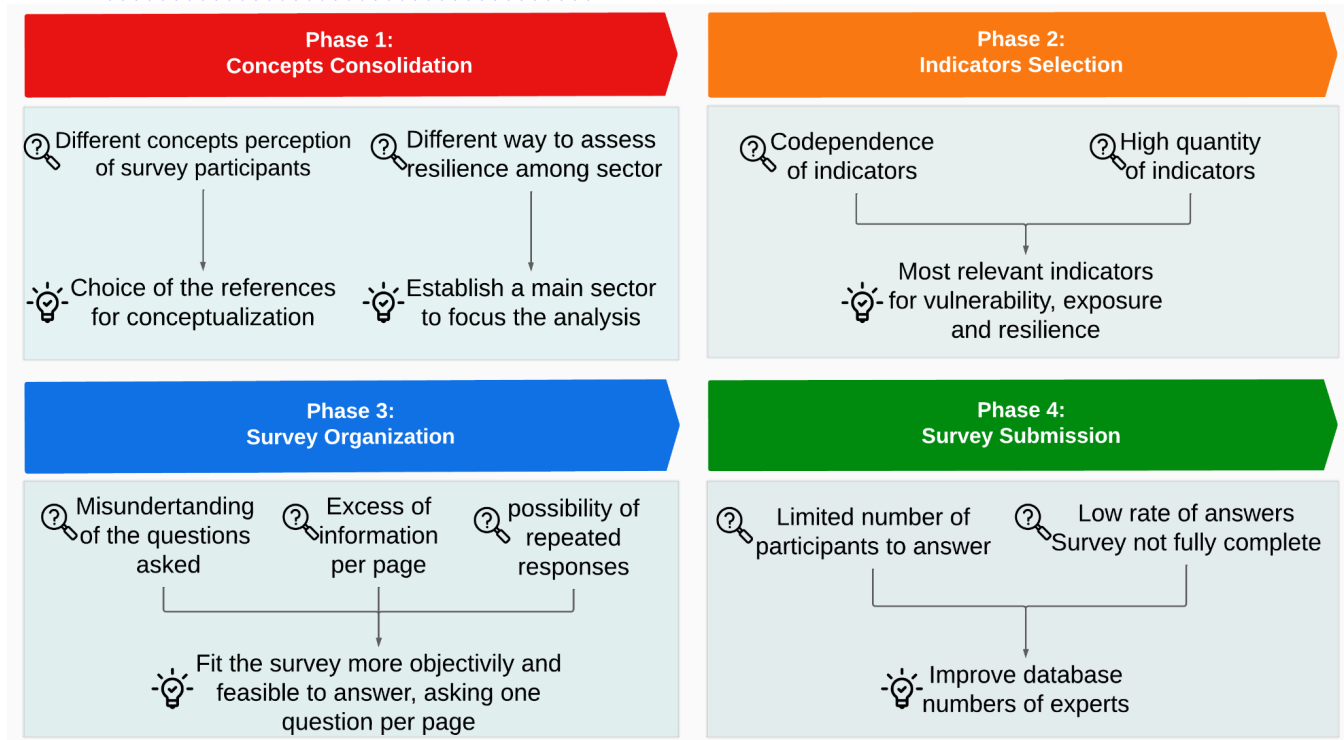 Phase 1:
Concepts Consolidation
Different concepts perception
of survey participants
Different way to assess
resilience among sector
Choice of the references
for conceptualization
Establish a main sector
to focus the analysis
Phase 2:
Indicators Selection
Codependence
of indicators
High quantity
of indicators
Most relevant indicators
for vulnerability, exposure
and resilience
Phase 3:
Survey Organization
Misundertanding
of the questions
asked
Excess of
information
per page
possibility of
repeated
responses
Fit the survey more objectivily and
feasible to answer, asking one
question per page
Phase 4:
Survey Submission
Limited number of
participants to answer
Low rate of answers
Survey not fully complete
Improve database
numbers of experts